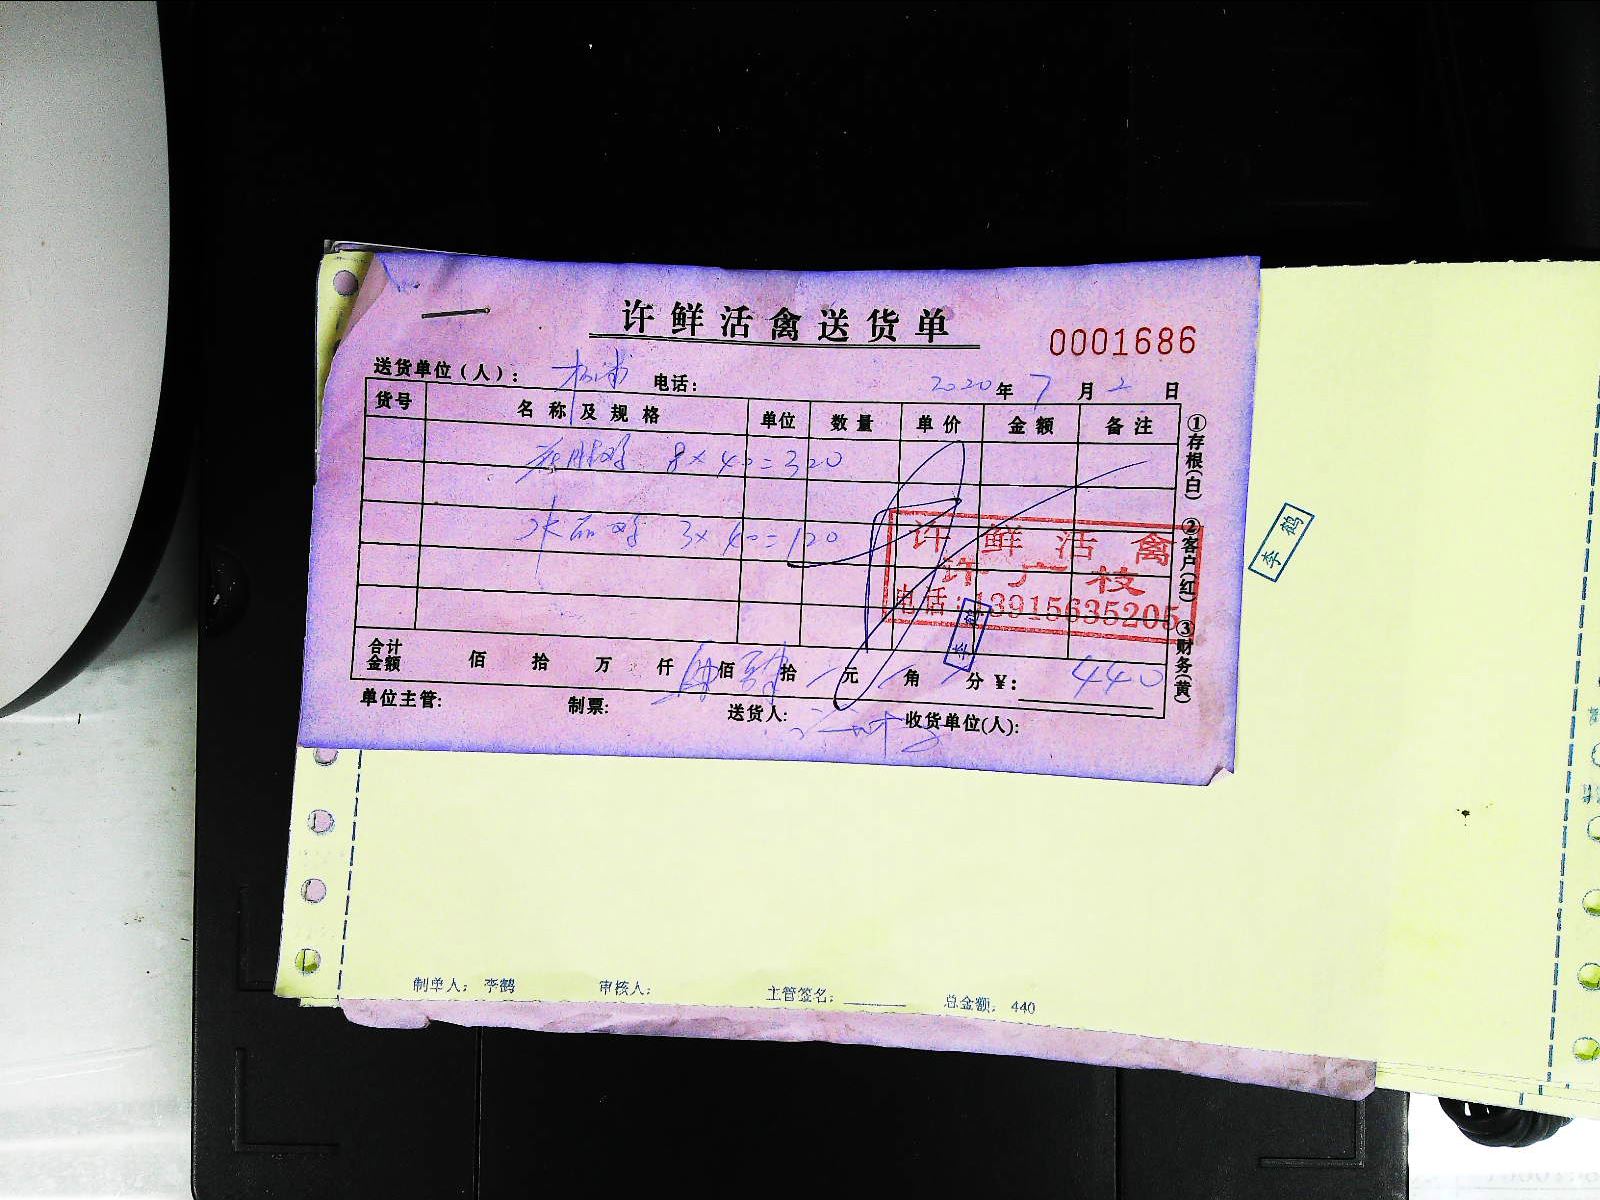 许鲜活禽送货单
0001686
送货单位(人): 电话: 2020年7月2日
货号 名称及规格 单位 数量 单价 金额 备注
8×40=320
3×40=120
许鲜活禽
许广枝
电话:13915635205
李鹤
李鹤
合计金额 佰 拾 万 仟 肆佰 肆拾 元 角 分 ¥: 440
单位主管: 制票: 送货人: 收货单位(人):
①存根(白) ②客户(红) ③财务(黄)
制单人: 李鹤 审核人: 主管签名: 总金额: 440